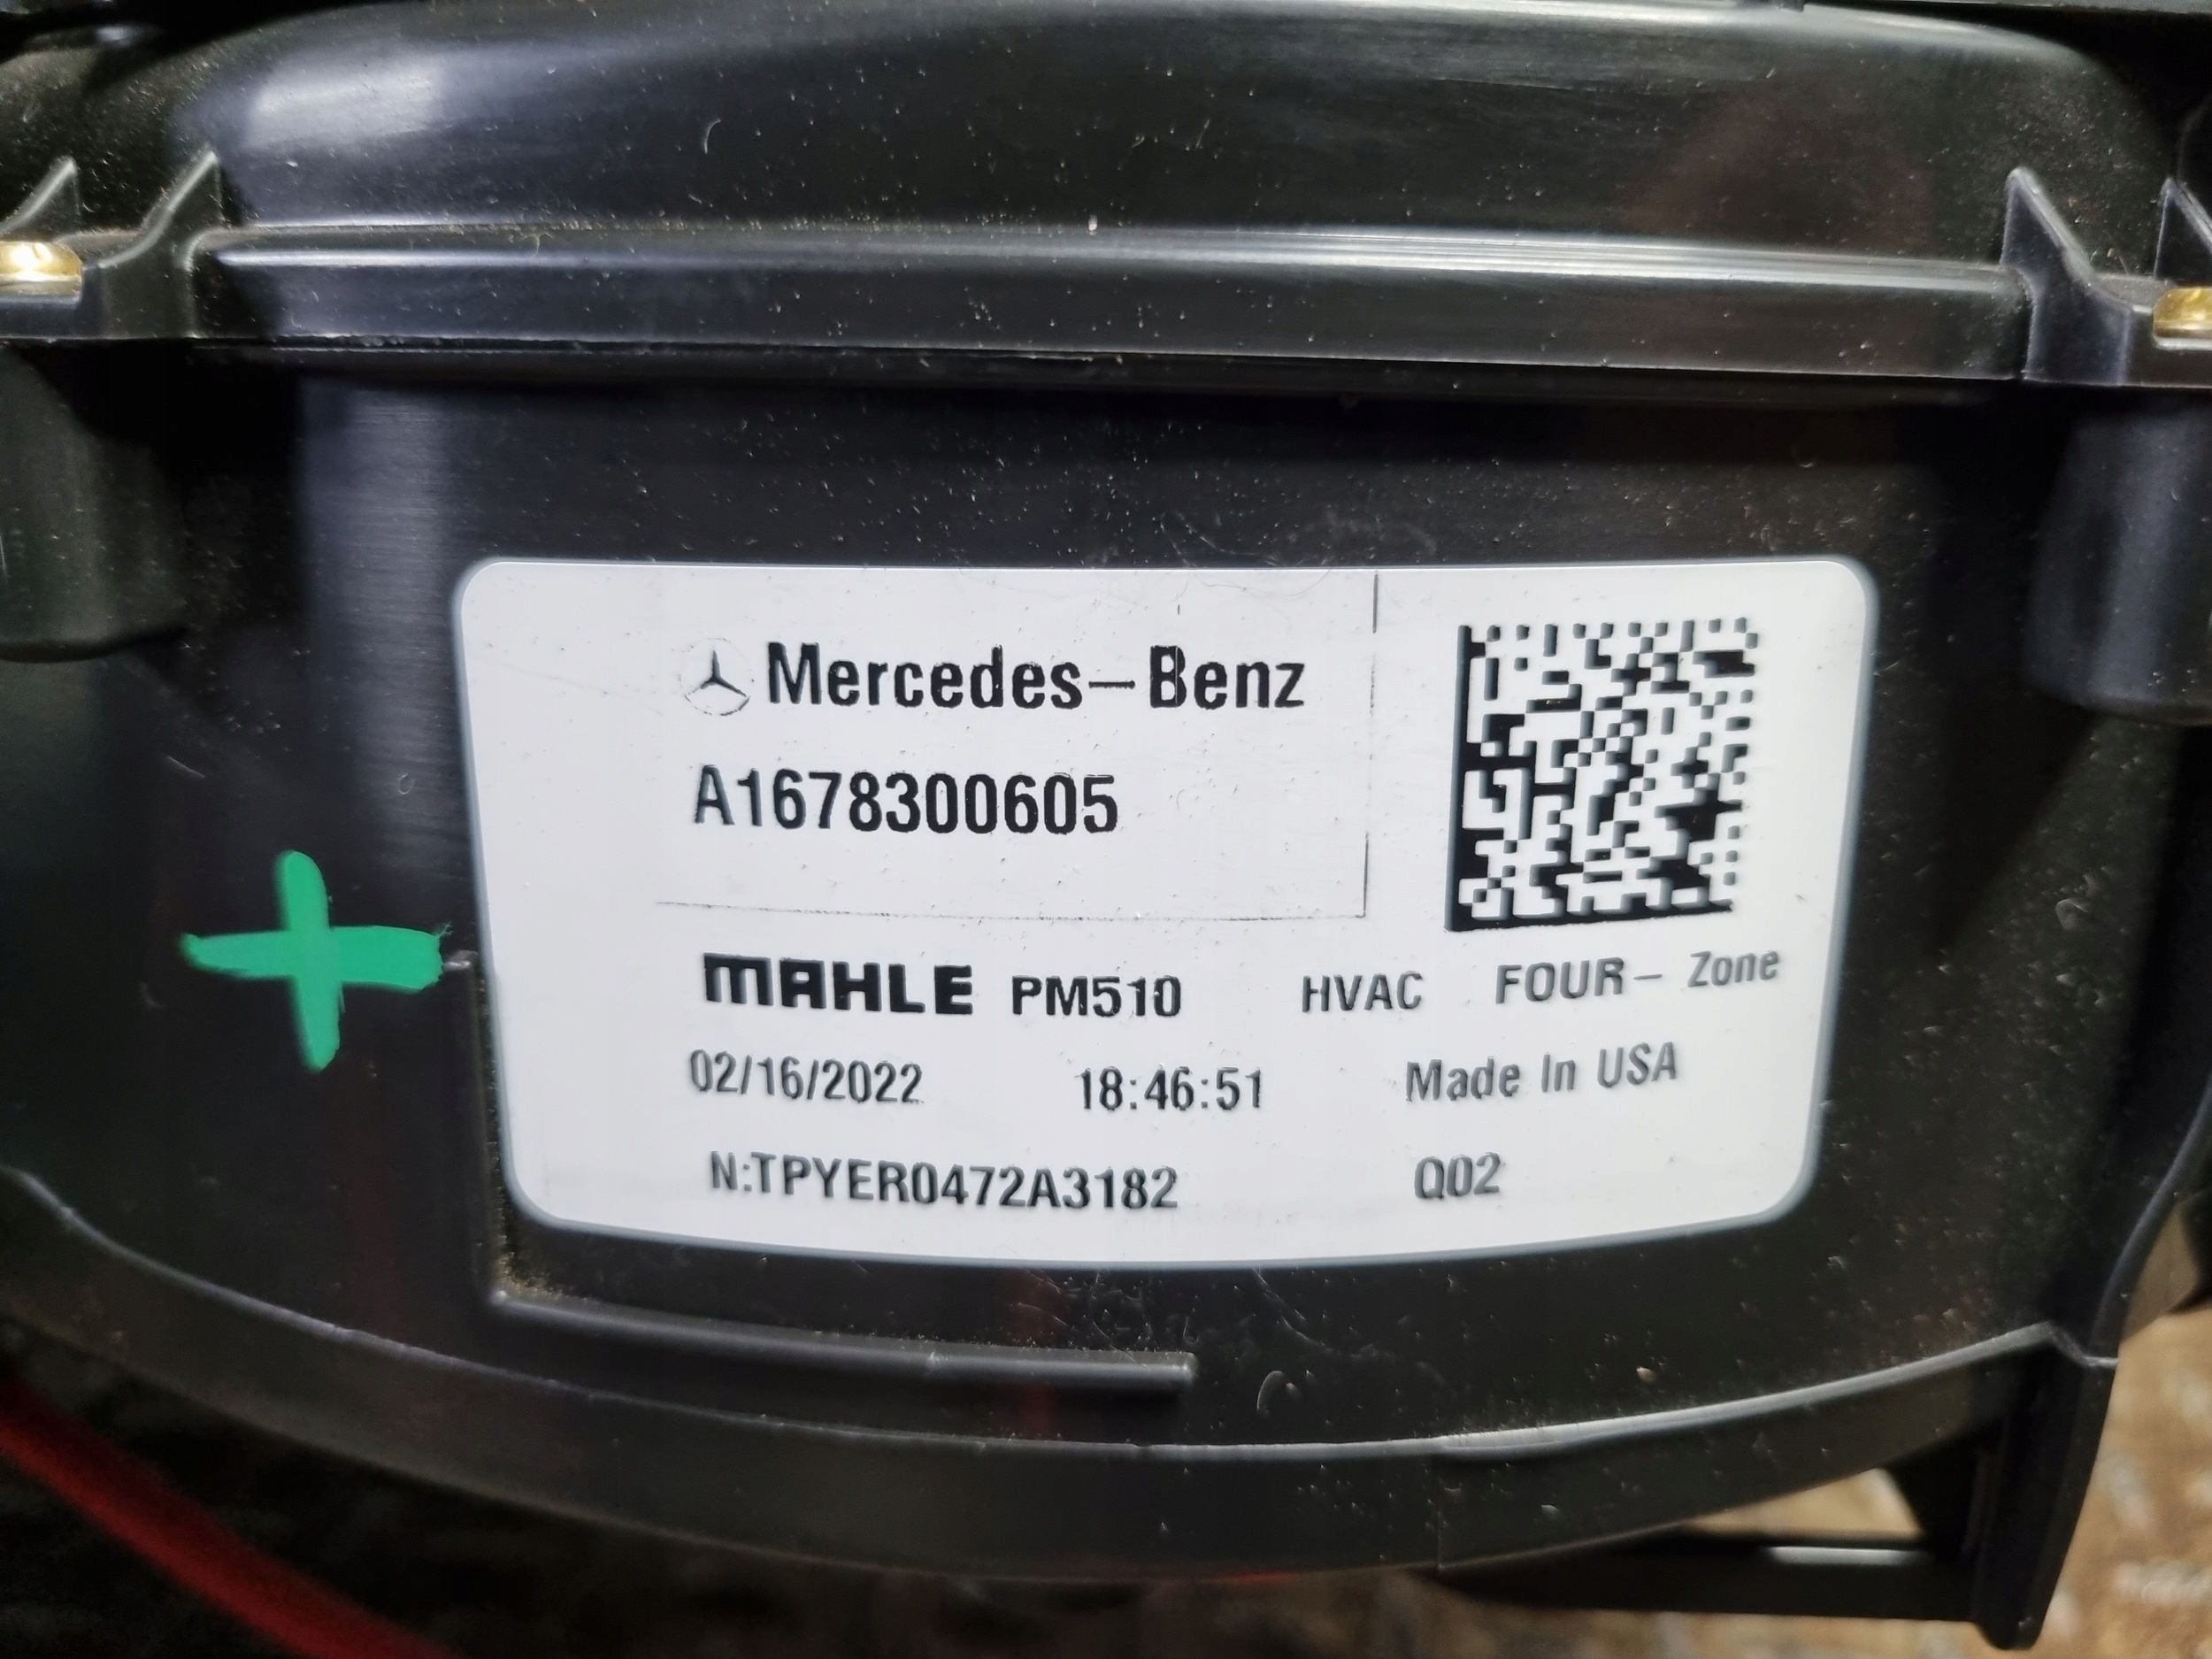 Mercedes-Benz
A1678300605
MAHLE PM510 HVAC FOUR- Zone
02/16/2022 18:46:51 Made In USA
N:TPYER0472A3182 Q02